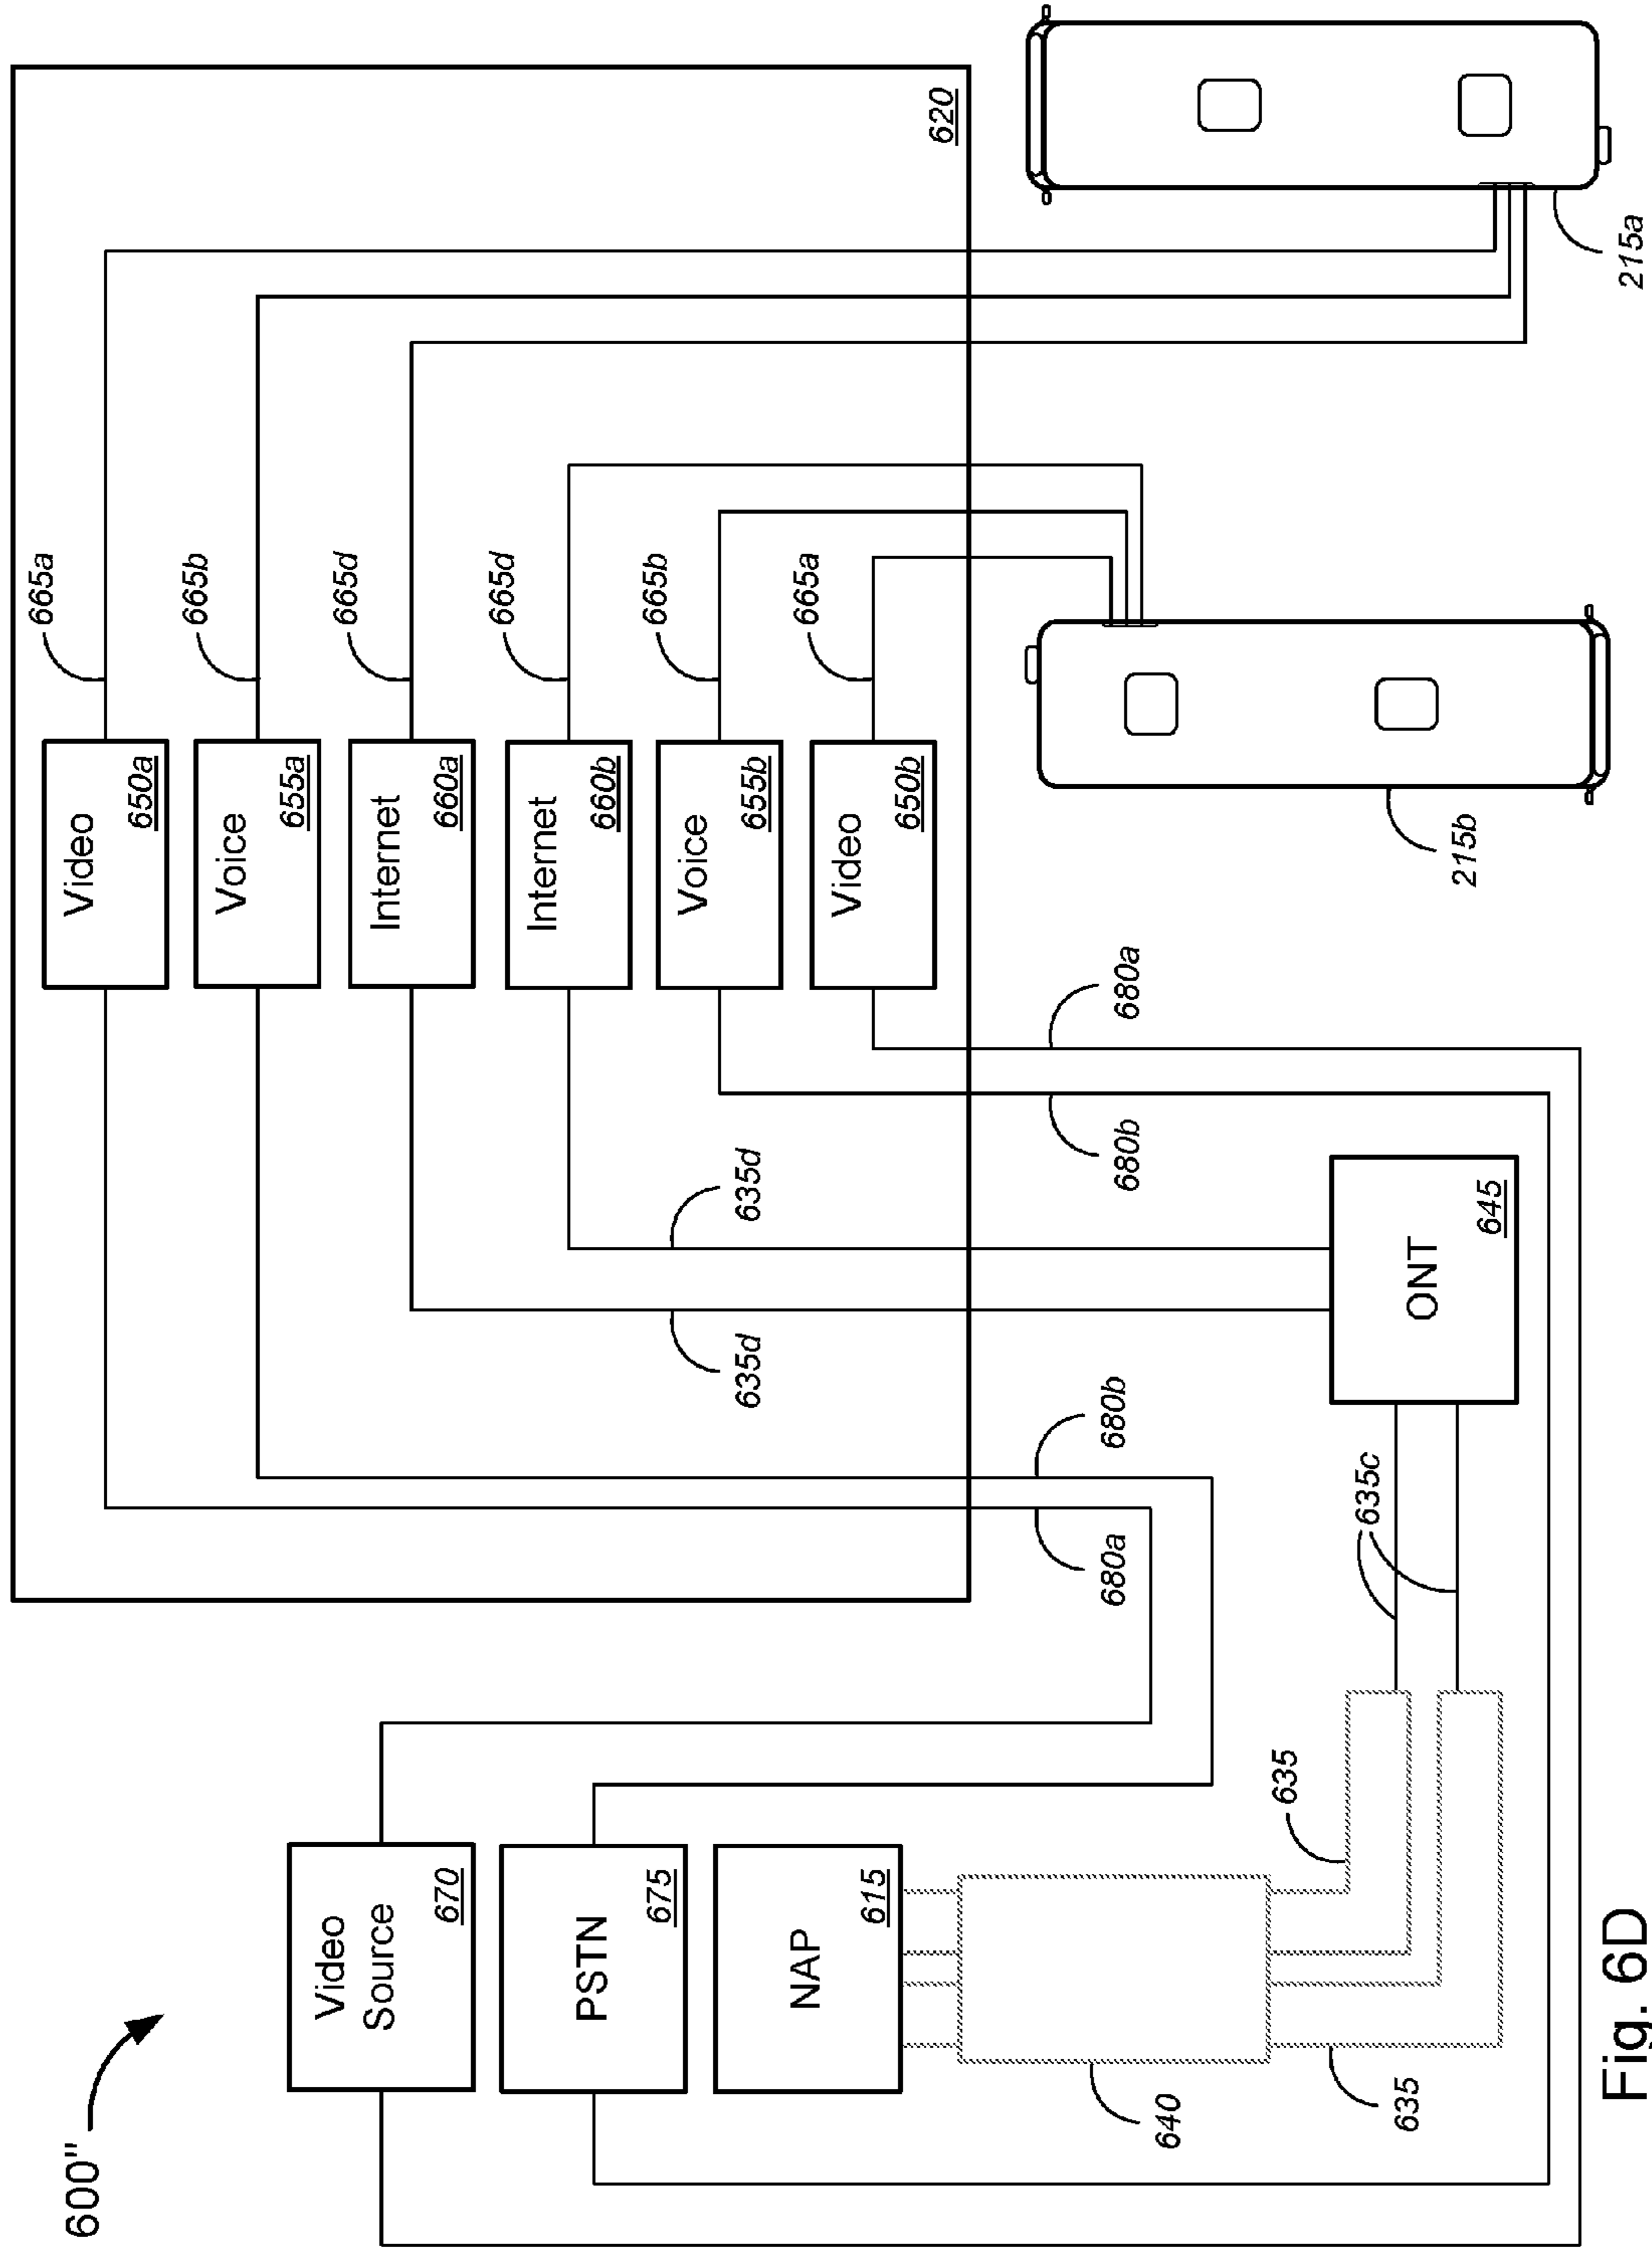 600"
Video
Source
670
PSTN
675
NAP
615
640
635
635
635c
ONT
645
680a
680b
635d
635d
680b
680a
Video
650a
Voice
655a
Internet
660a
Internet
660b
Voice
655b
Video
650b
665a
665b
665d
665d
665b
665a
620
215b
215a
Fig. 6D